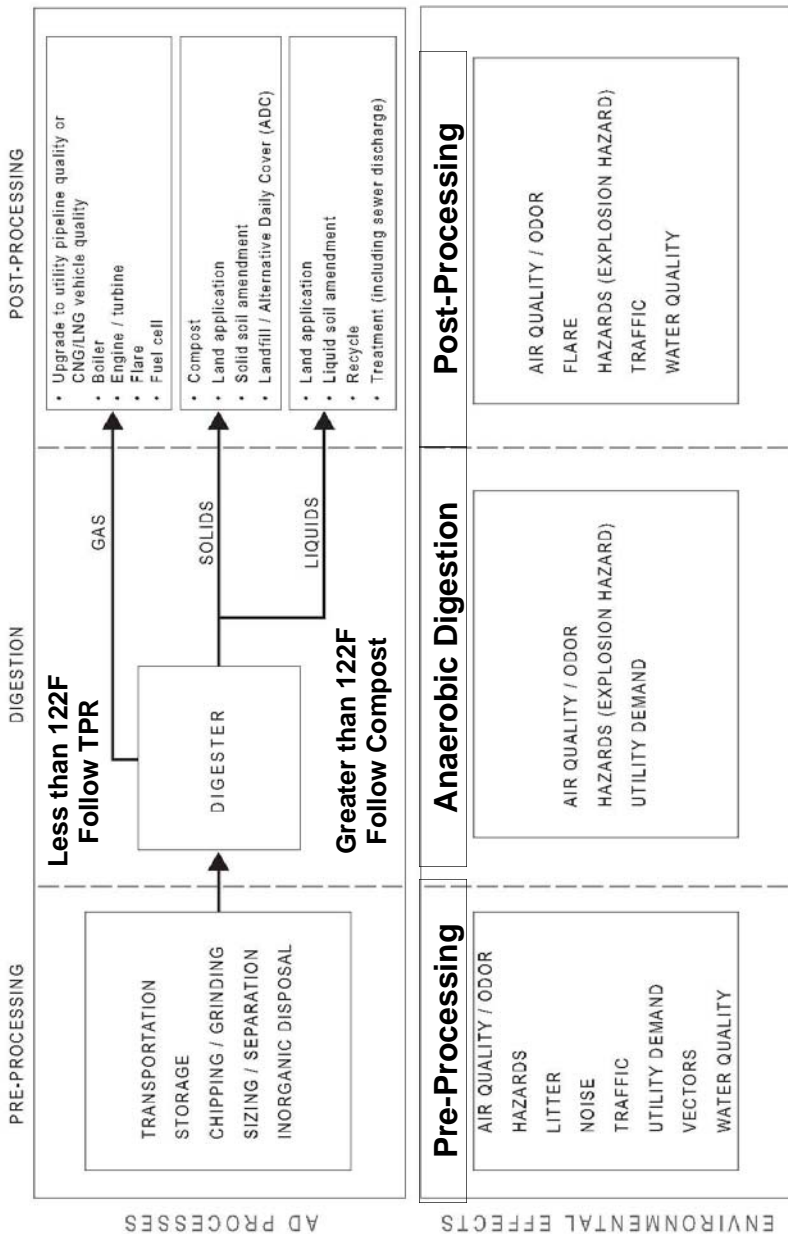 PRE-PROCESSING
DIGESTION
POST-PROCESSING
AD PROCESSES
TRANSPORTATION
STORAGE
CHIPPING / GRINDING
SIZING / SEPARATION
INORGANIC DISPOSAL
Less than 122F
Follow TPR
DIGESTER
Greater than 122F
Follow Compost
GAS
SOLIDS
LIQUIDS
• Upgrade to utility pipeline quality or
CNG/LNG vehicle quality
• Boiler
• Engine / turbine
• Flare
• Fuel cell
• Compost
• Land application
• Solid soil amendment
• Landfill / Alternative Daily Cover (ADC)
• Land application
• Liquid soil amendment
• Recycle
• Treatment (including sewer discharge)
ENVIRONMENTAL EFFECTS
Pre-Processing
AIR QUALITY / ODOR
HAZARDS
LITTER
NOISE
TRAFFIC
UTILITY DEMAND
VECTORS
WATER QUALITY
Anaerobic Digestion
AIR QUALITY / ODOR
HAZARDS (EXPLOSION HAZARD)
UTILITY DEMAND
Post-Processing
AIR QUALITY / ODOR
FLARE
HAZARDS (EXPLOSION HAZARD)
TRAFFIC
WATER QUALITY